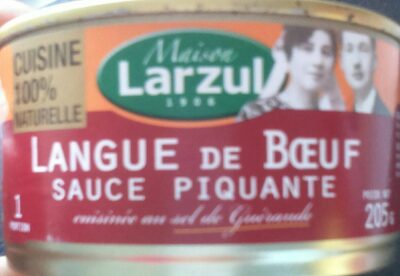 CUISINE
100%
NATURELLE
Maison
Larzul
1906
LANGUE DE BŒUF
SAUCE PIQUANTE
cuisinée au sel de Guérande
1
PORTION
POIDS NET
205g